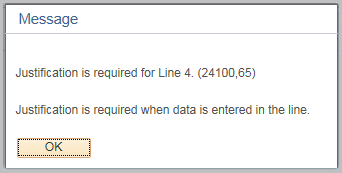 Message
Justification is required for Line 4. (24100,65)
Justification is required when data is entered in the line.
OK